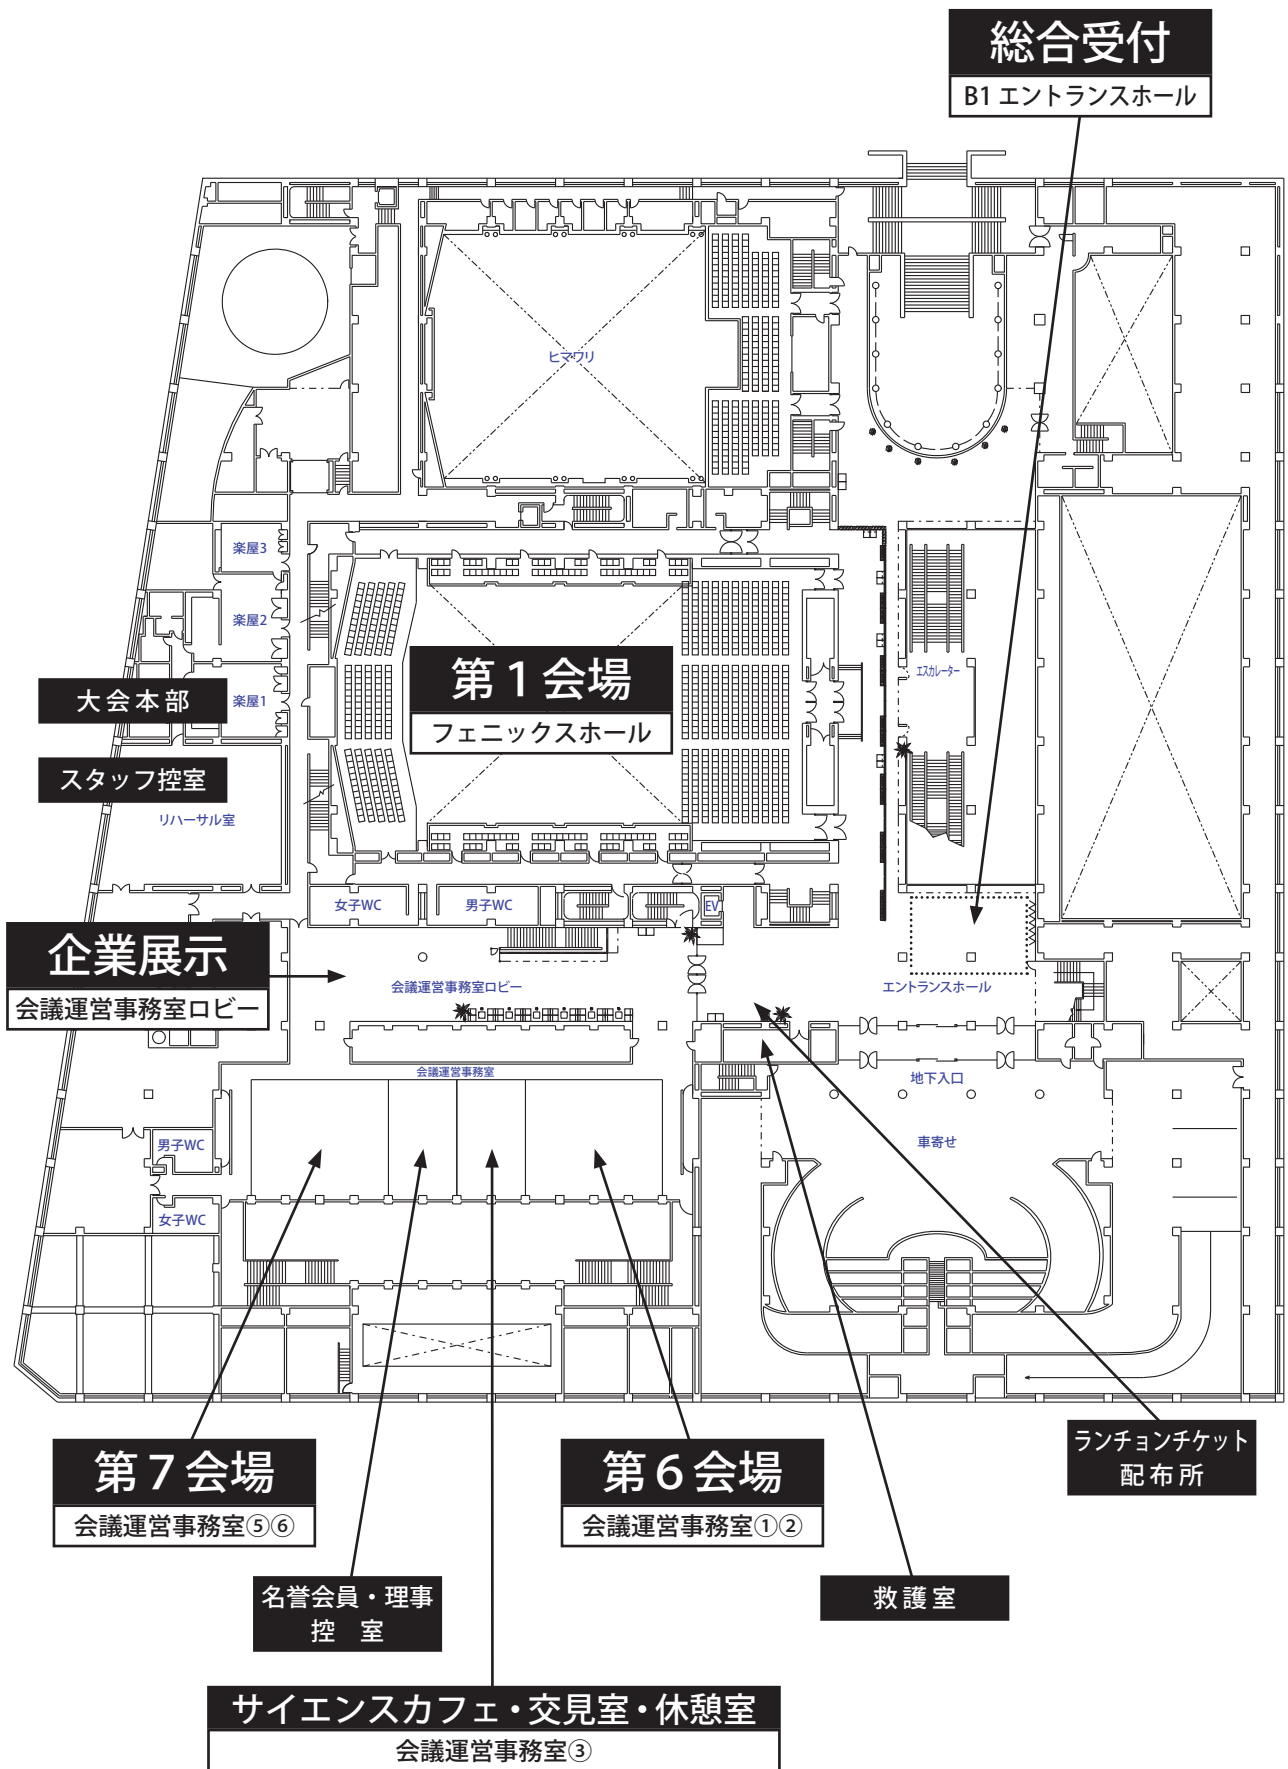 総合受付
B1 エントランスホール
ヒマワリ
楽屋3
楽屋2
楽屋1
大会本部
スタッフ控室
リハーサル室
第1会場
フェニックスホール
エスカレーター
女子WC
男子WC
EV
企業展示
会議運営事務室ロビー
会議運営事務室ロビー
エントランスホール
会議運営事務室
地下入口
車寄せ
男子WC
女子WC
第7会場
会議運営事務室⑤⑥
第6会場
会議運営事務室①②
ランチョンチケット
配布所
名誉会員・理事
控 室
救護室
サイエンスカフェ・交見室・休憩室
会議運営事務室③